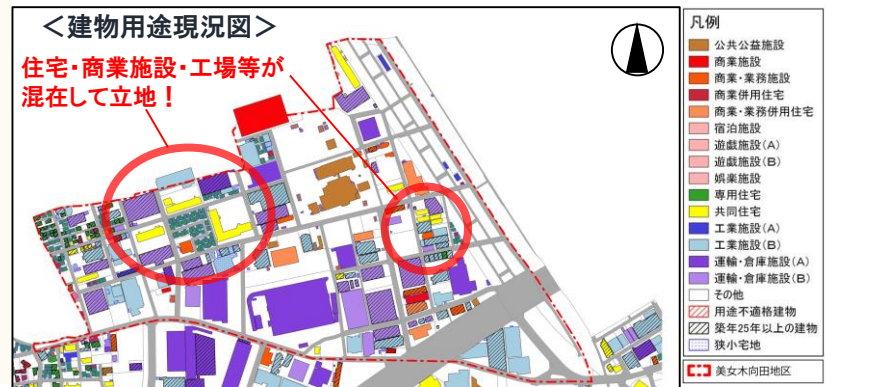 <建物用途現況図>
住宅・商業施設・工場等が
混在して立地!
凡例
公共公益施設
商業施設
商業・業務施設
商業併用住宅
商業・業務併用住宅
宿泊施設
遊戯施設(A)
遊戯施設(B)
娯楽施設
専用住宅
共同住宅
工業施設(A)
工業施設(B)
運輸・倉庫施設(A)
運輸・倉庫施設(B)
その他
用途不適格建物
築年25年以上の建物
狭小宅地
美女木向田地区